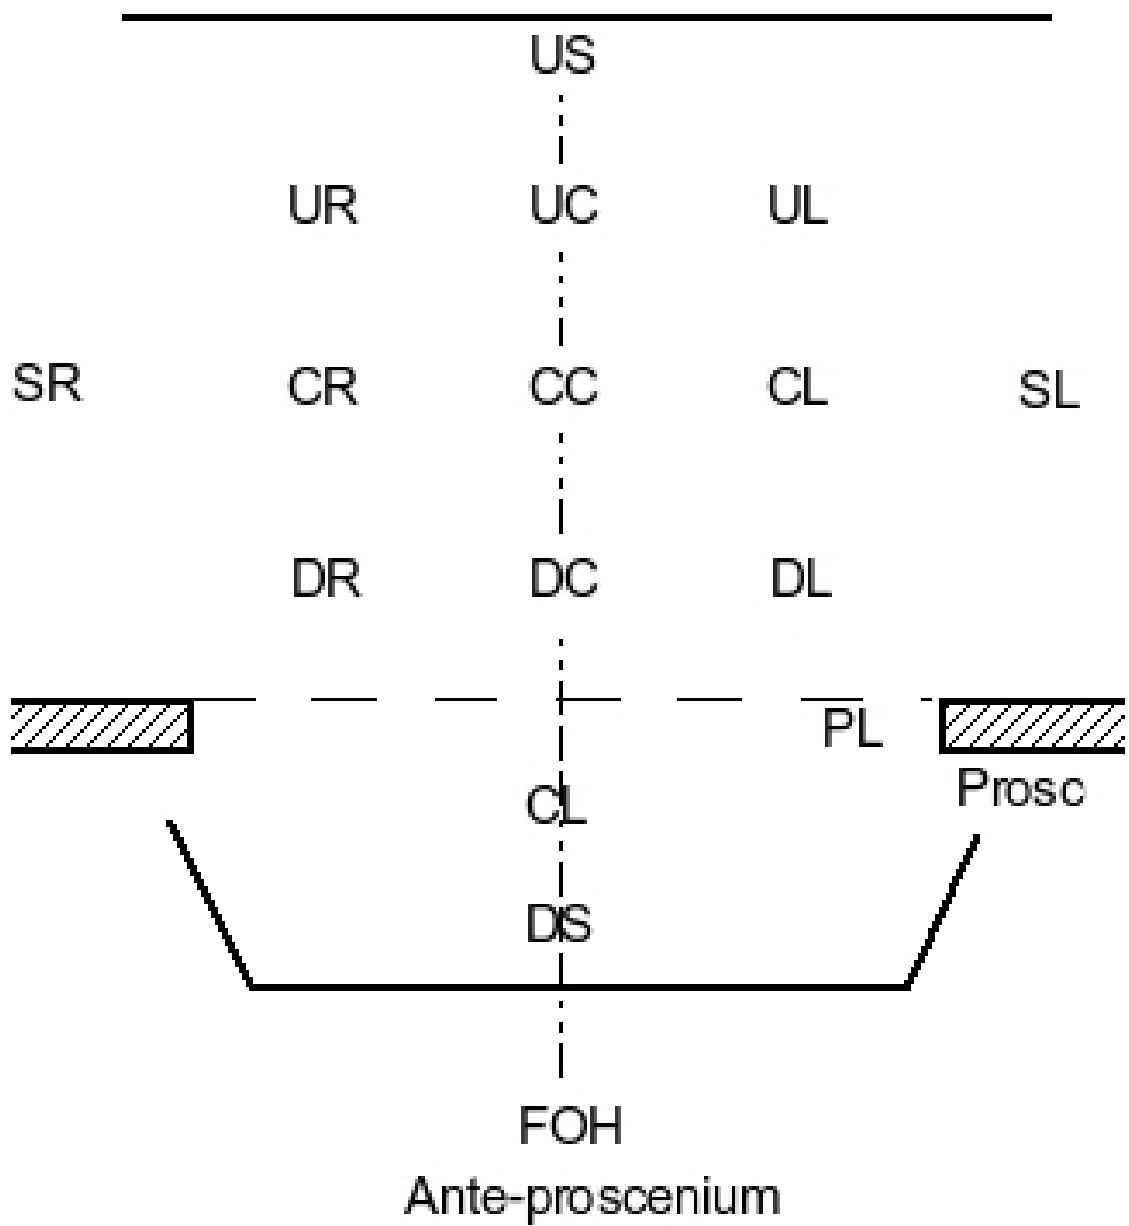 US
UR UC UL
SR CR CC CL SL
DR DC DL
PL
Prosc
CL
DS
FOH
Ante-proscenium